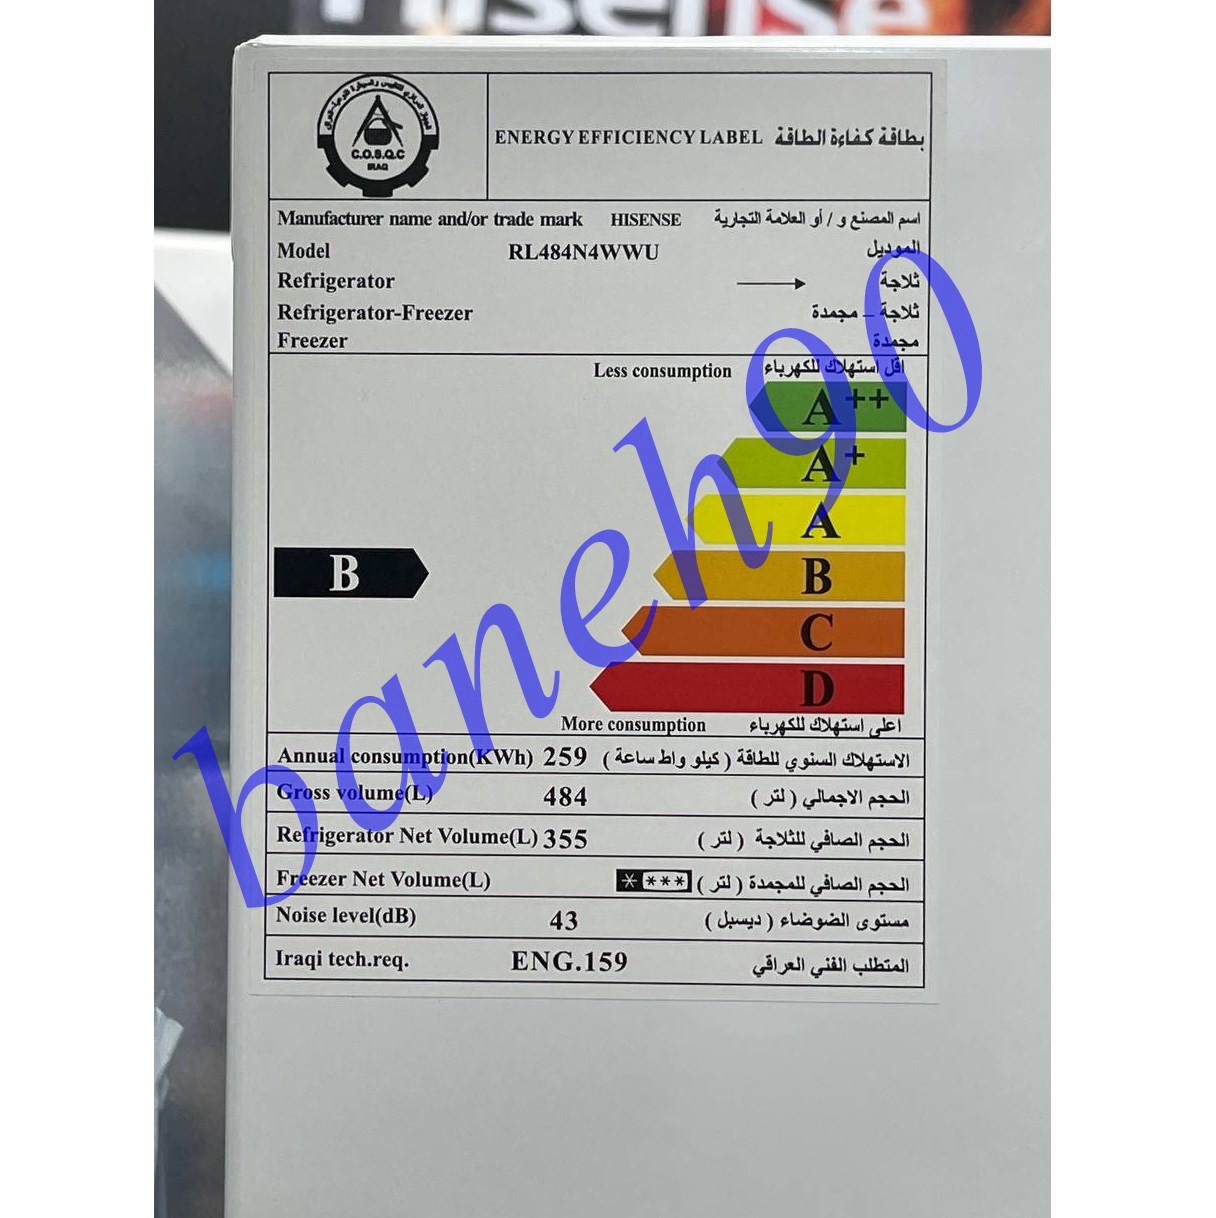 Hisense
C.O.S.Q.C
IRAQ
ENERGY EFFICIENCY LABEL بطاقة كفاءة الطاقة
Manufacturer name and/or trade mark HISENSE اسم المصنع و / أو العلامة التجارية
Model RL484N4WWU الموديل
Refrigerator ثلاجة
Refrigerator-Freezer ثلاجة – مجمدة
Freezer مجمدة
Less consumption اقل استهلاك للكهرباء
A++
A+
A
B B
C
D
More consumption اعلى استهلاك للكهرباء
Annual consumption(KWh) 259 الاستهلاك السنوي للطاقة ( كيلو واط ساعة )
Gross volume(L) 484 الحجم الاجمالي ( لتر )
Refrigerator Net Volume(L) 355 الحجم الصافي للثلاجة ( لتر )
Freezer Net Volume(L) * *** الحجم الصافي للمجمدة ( لتر )
Noise level(dB) 43 مستوى الضوضاء ( ديسبل )
Iraqi tech.req. ENG.159 المتطلب الفني العراقي
baneh90